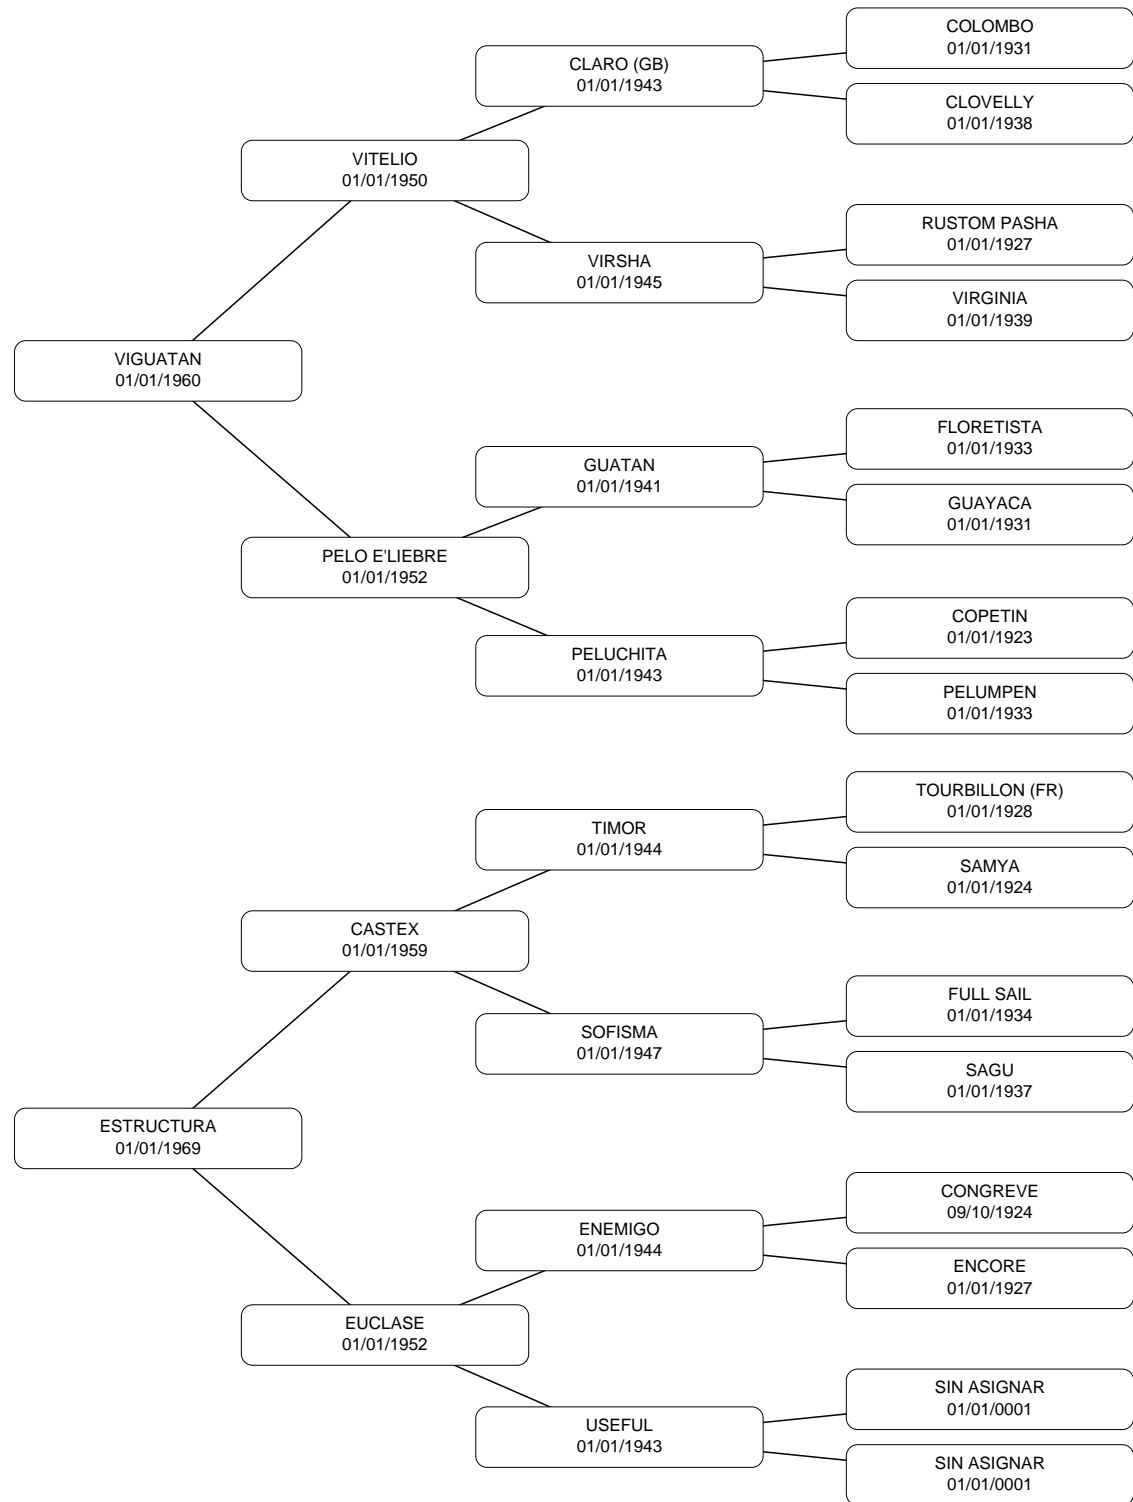 COLOMBO
01/01/1931
CLARO (GB)
01/01/1943
CLOVELLY
01/01/1938
VITELIO
01/01/1950
RUSTOM PASHA
01/01/1927
VIRSHA
01/01/1945
VIRGINIA
01/01/1939
VIGUATAN
01/01/1960
FLORETISTA
01/01/1933
GUATAN
01/01/1941
GUAYACA
01/01/1931
PELO E'LIEBRE
01/01/1952
COPETIN
01/01/1923
PELUCHITA
01/01/1943
PELUMPEN
01/01/1933
TOURBILLON (FR)
01/01/1928
TIMOR
01/01/1944
SAMYA
01/01/1924
CASTEX
01/01/1959
FULL SAIL
01/01/1934
SOFISMA
01/01/1947
SAGU
01/01/1937
ESTRUCTURA
01/01/1969
CONGREVE
09/10/1924
ENEMIGO
01/01/1944
ENCORE
01/01/1927
EUCLASE
01/01/1952
SIN ASIGNAR
01/01/0001
USEFUL
01/01/1943
SIN ASIGNAR
01/01/0001